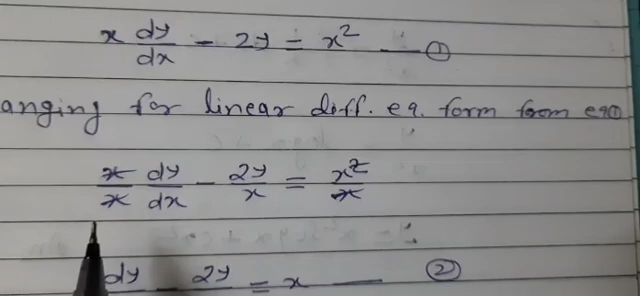 x dy/dx - 2y = x² — ①
anging for linear diff. eq. form from eq①
x/x dy/dx - 2y/x = x²/x
dy - 2y = x — ②